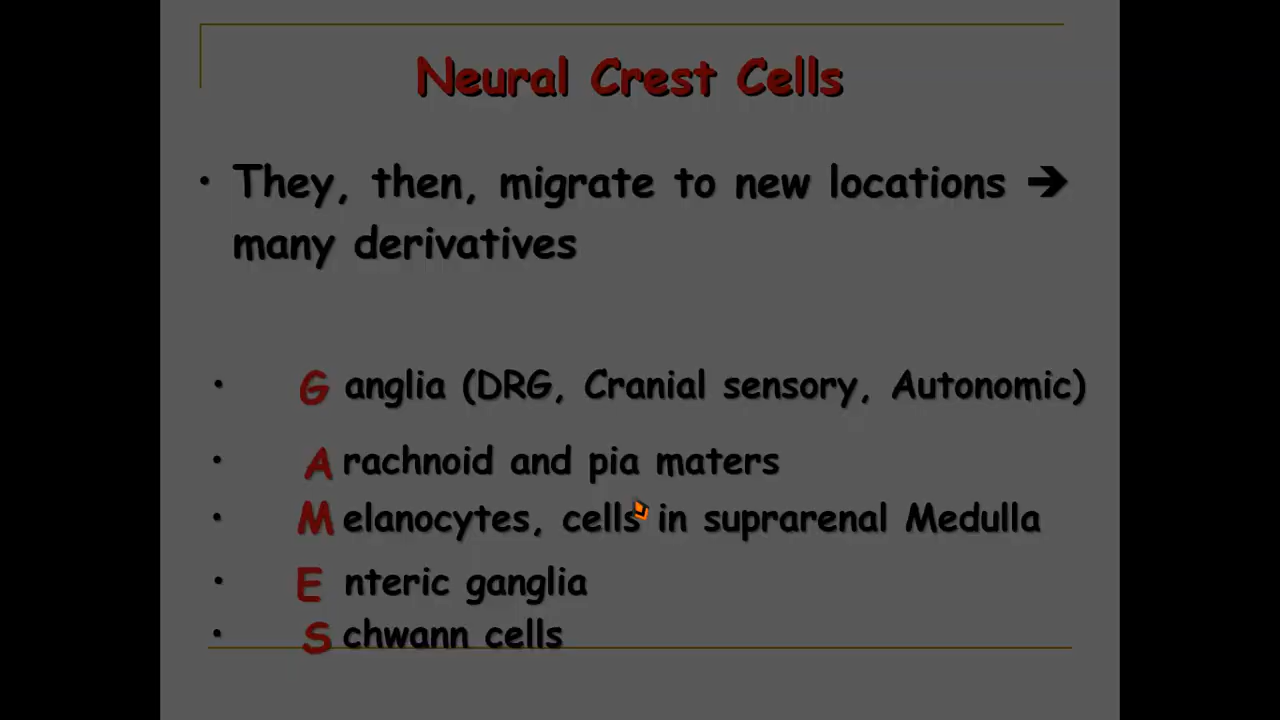 Neural Crest Cells
• They, then, migrate to new locations ➔
many derivatives
• G anglia (DRG, Cranial sensory, Autonomic)
• A rachnoid and pia maters
• M elanocytes, cells in suprarenal Medulla
• E nteric ganglia
• S chwann cells